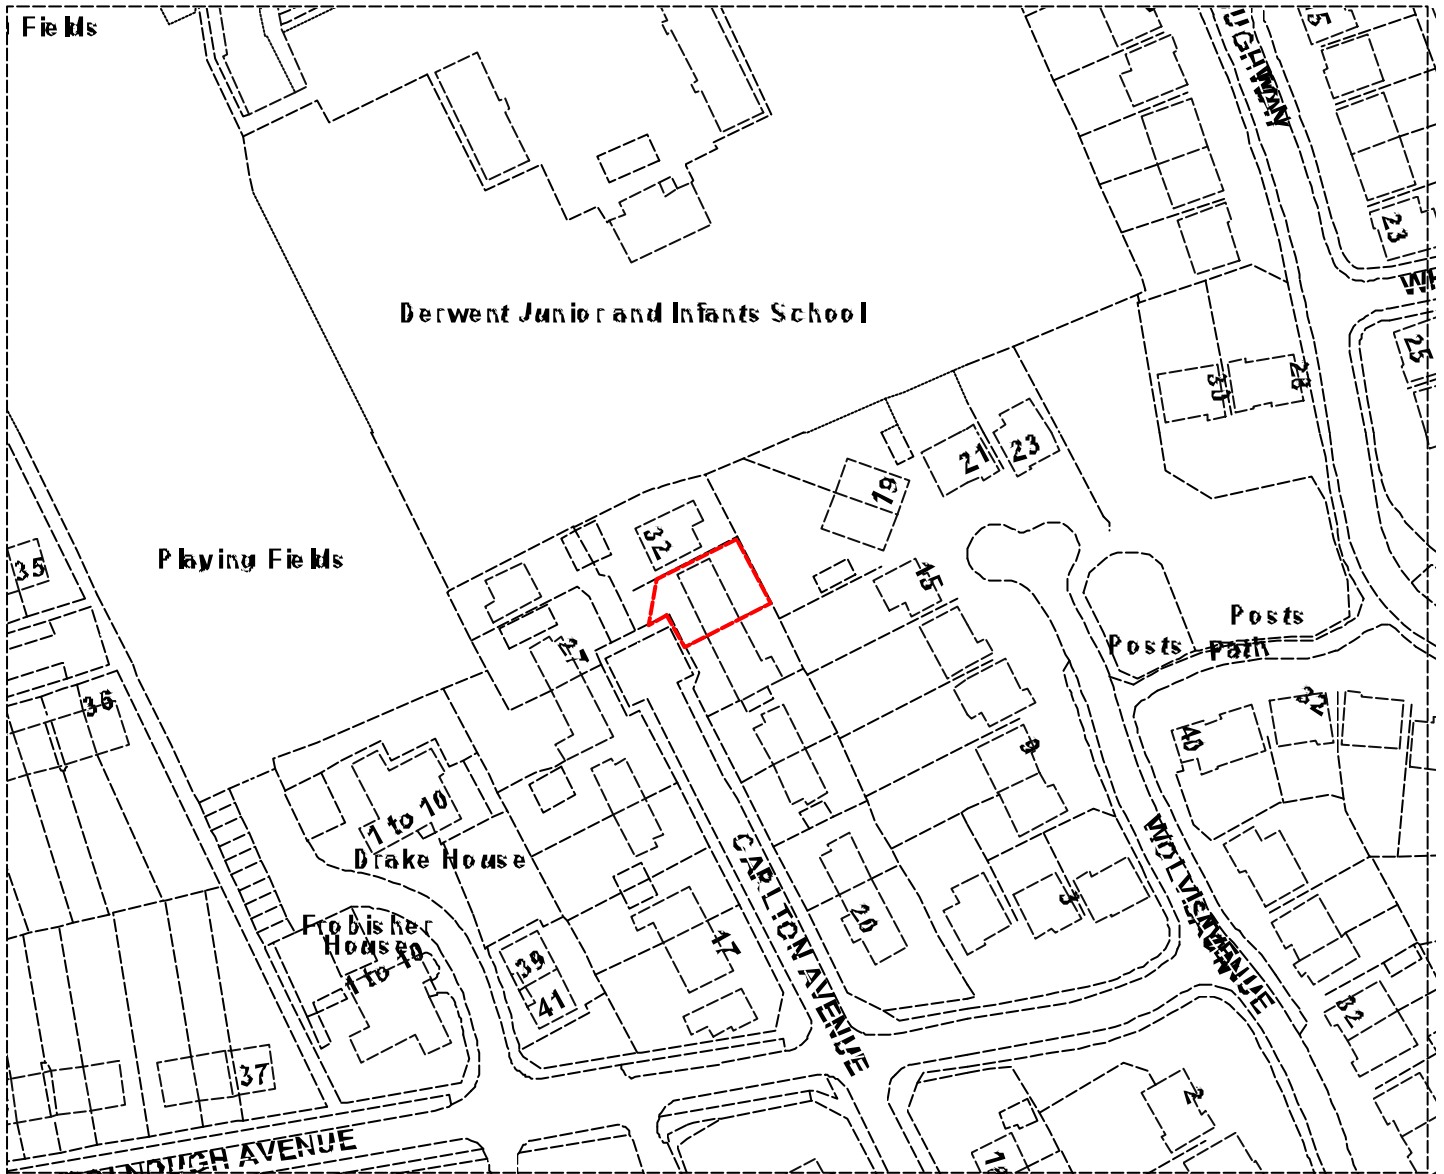 Fields
5
23
25
Derwent Junior and Infants School
30
28
21
23
19
32
Playing Fields
35
45
27
Posts
Posts
Path
36
32
40
9
1 to 10
Drake House
CARLTON AVENUE
3
20
17
Frobisher
House
1 to 10
39
41
AVENUE
32
37
2
AVENUE